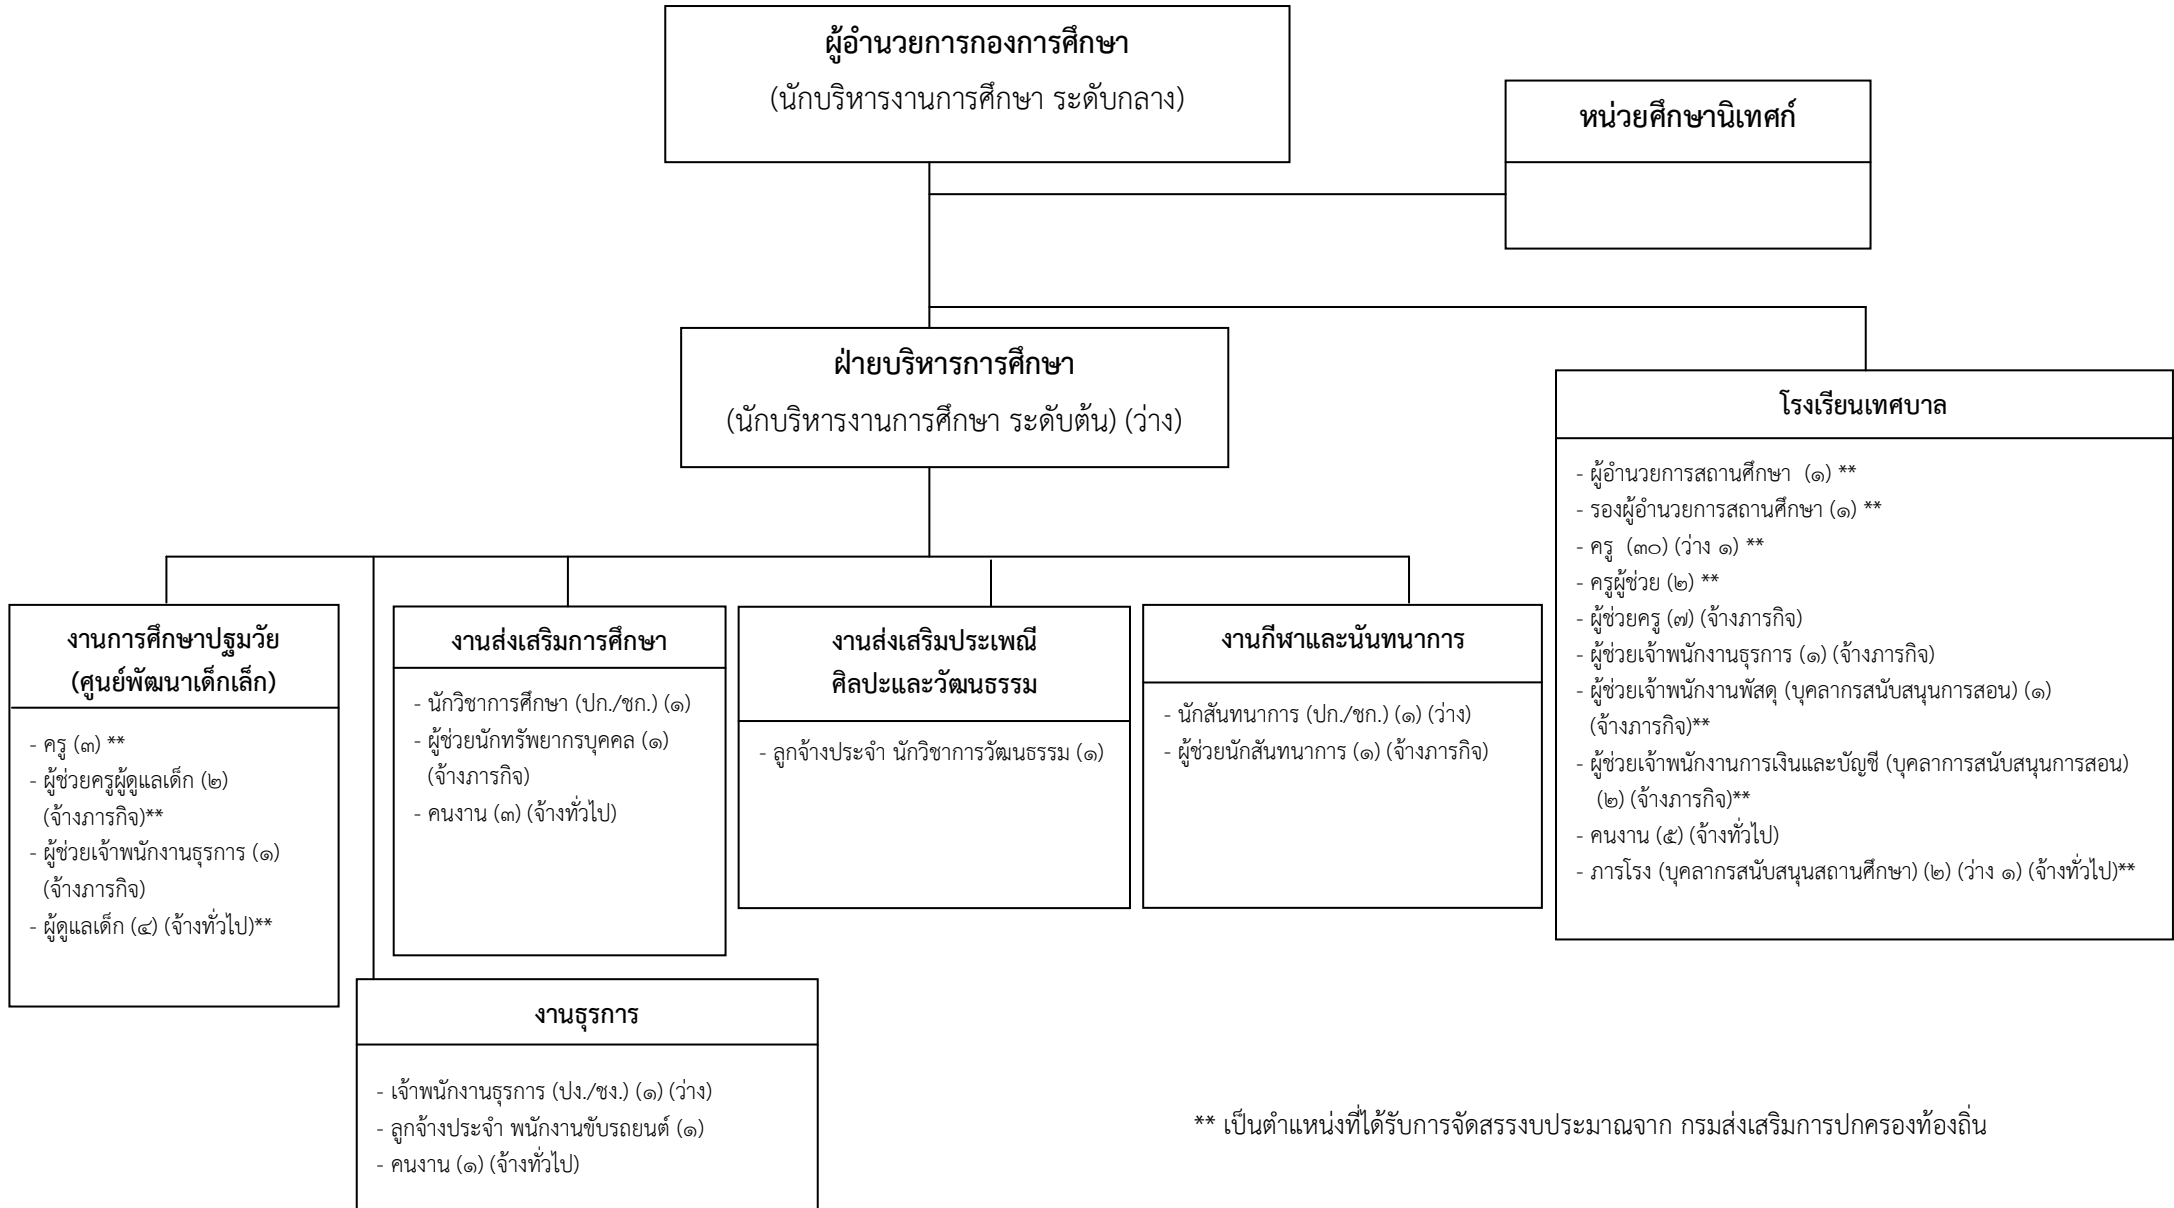 ผู้อำนวยการกองการศึกษา
(นักบริหารงานการศึกษา ระดับกลาง)
หน่วยศึกษานิเทศก์
ฝ่ายบริหารการศึกษา
(นักบริหารงานการศึกษา ระดับต้น) (ว่าง)
โรงเรียนเทศบาล
- ผู้อำนวยการสถานศึกษา (๑) **
- รองผู้อำนวยการสถานศึกษา (๑) **
- ครู (๓๐) (ว่าง ๑) **
- ครูผู้ช่วย (๒) **
- ผู้ช่วยครู (๗) (จ้างภารกิจ)
- ผู้ช่วยเจ้าพนักงานธุรการ (๑) (จ้างภารกิจ)
- ผู้ช่วยเจ้าพนักงานพัสดุ (บุคลากรสนับสนุนการสอน) (๑)
(จ้างภารกิจ)**
- ผู้ช่วยเจ้าพนักงานการเงินและบัญชี (บุคลาการสนับสนุนการสอน)
(๒) (จ้างภารกิจ)**
- คนงาน (๕) (จ้างทั่วไป)
- ภารโรง (บุคลากรสนับสนุนสถานศึกษา) (๒) (ว่าง ๑) (จ้างทั่วไป)**
งานการศึกษาปฐมวัย
(ศูนย์พัฒนาเด็กเล็ก)
- ครู (๓) **
- ผู้ช่วยครูผู้ดูแลเด็ก (๒)
(จ้างภารกิจ)**
- ผู้ช่วยเจ้าพนักงานธุรการ (๑)
(จ้างภารกิจ)
- ผู้ดูแลเด็ก (๔) (จ้างทั่วไป)**
งานส่งเสริมการศึกษา
- นักวิชาการศึกษา (ปก./ชก.) (๑)
- ผู้ช่วยนักทรัพยากรบุคคล (๑)
(จ้างภารกิจ)
- คนงาน (๓) (จ้างทั่วไป)
งานส่งเสริมประเพณี
ศิลปะและวัฒนธรรม
- ลูกจ้างประจำ นักวิชาการวัฒนธรรม (๑)
งานกีฬาและนันทนาการ
- นักสันทนาการ (ปก./ชก.) (๑) (ว่าง)
- ผู้ช่วยนักสันทนาการ (๑) (จ้างภารกิจ)
งานธุรการ
- เจ้าพนักงานธุรการ (ปง./ชง.) (๑) (ว่าง)
- ลูกจ้างประจำ พนักงานขับรถยนต์ (๑)
- คนงาน (๑) (จ้างทั่วไป)
** เป็นตำแหน่งที่ได้รับการจัดสรรงบประมาณจาก กรมส่งเสริมการปกครองท้องถิ่น